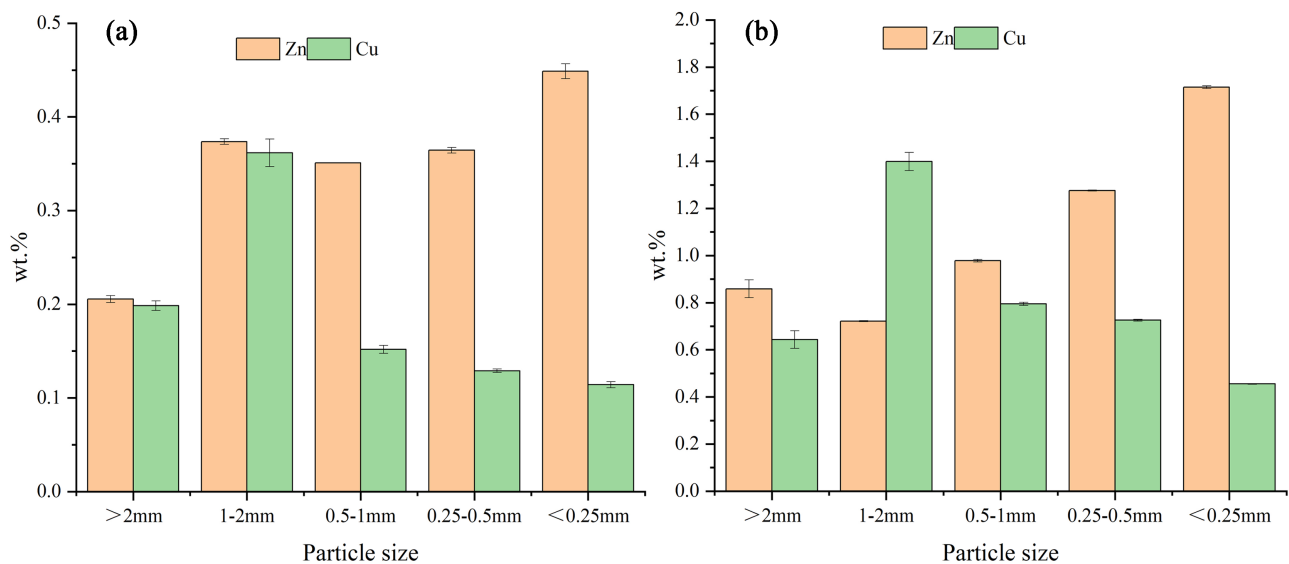 (a)
Zn
Cu
0.5
0.4
0.3
0.2
0.1
0.0
wt.%
>2mm
1-2mm
0.5-1mm
0.25-0.5mm
<0.25mm
Particle size
(b)
Zn
Cu
2.0
1.8
1.6
1.4
1.2
1.0
0.8
0.6
0.4
0.2
0.0
wt.%
>2mm
1-2mm
0.5-1mm
0.25-0.5mm
<0.25mm
Particle size